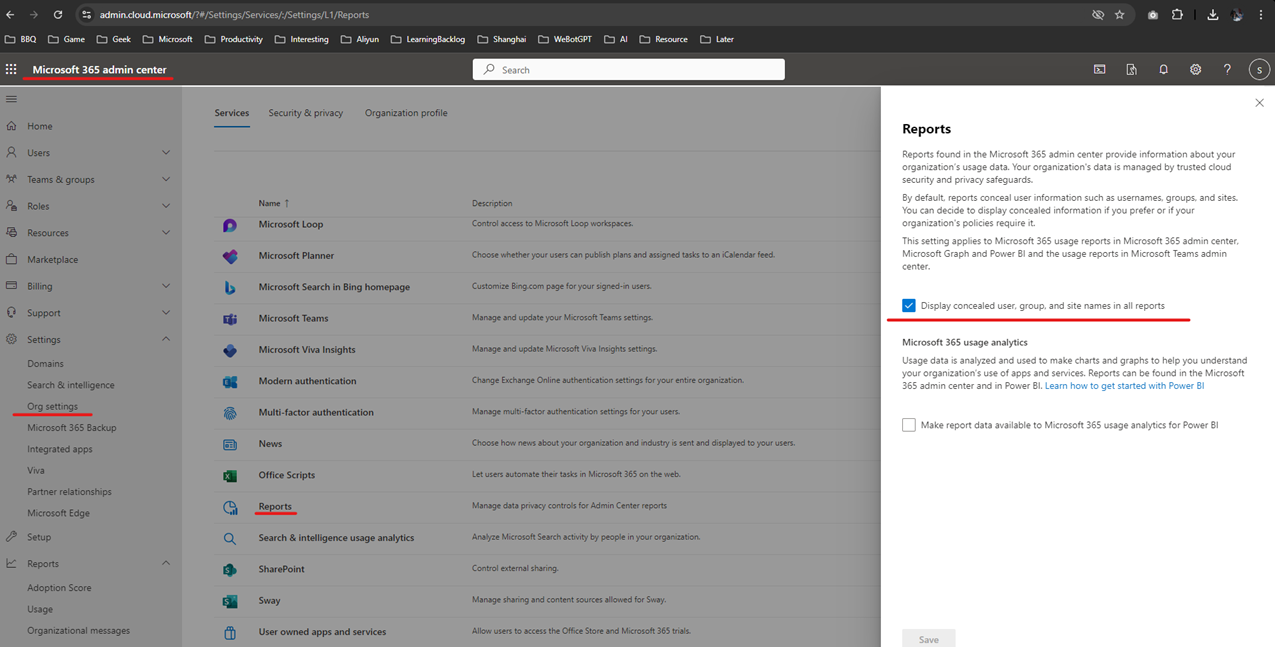 admin.cloud.microsoft/?#/Settings/Services/:/Settings/L1/Reports
BBQ Game Geek Microsoft Productivity Interesting Aliyun LearningBacklog Shanghai WeBotGPT AI Resource Later
Microsoft 365 admin center
Search
S
Home
Users
Teams & groups
Roles
Resources
Marketplace
Billing
Support
Settings
Domains
Search & intelligence
Org settings
Microsoft 365 Backup
Integrated apps
Viva
Partner relationships
Microsoft Edge
Setup
Reports
Adoption Score
Usage
Organizational messages
Services Security & privacy Organization profile
Name ↑ Description
Microsoft Loop Control access to Microsoft Loop workspaces.
Microsoft Planner Choose whether your users can publish plans and assigned tasks to an iCalendar feed.
Microsoft Search in Bing homepage Customize Bing.com page for your signed-in users.
Microsoft Teams Manage and update your Microsoft Teams settings.
Microsoft Viva Insights Manage and update Microsoft Viva Insights settings.
Modern authentication Change Exchange Online authentication settings for your entire organization.
Multi-factor authentication Manage multi-factor authentication settings for your users.
News Choose how news about your organization and industry is sent and displayed to your users.
Office Scripts Let users automate their tasks in Microsoft 365 on the web.
Reports Manage data privacy controls for Admin Center reports
Search & intelligence usage analytics Analyze Microsoft Search activity by people in your organization.
SharePoint Control external sharing.
Sway Manage sharing and content sources allowed for Sway.
User owned apps and services Allow users to access the Office Store and Microsoft 365 trials.
Reports
Reports found in the Microsoft 365 admin center provide information about your
organization's usage data. Your organization's data is managed by trusted cloud
security and privacy safeguards.
By default, reports conceal user information such as usernames, groups, and sites.
You can decide to display concealed information if you prefer or if your
organization's policies require it.
This setting applies to Microsoft 365 usage reports in Microsoft 365 admin center,
Microsoft Graph and Power BI and the usage reports in Microsoft Teams admin
center.
Display concealed user, group, and site names in all reports
Microsoft 365 usage analytics
Usage data is analyzed and used to make charts and graphs to help you understand
your organization's use of apps and services. Reports can be found in the Microsoft
365 admin center and in Power BI. Learn how to get started with Power BI
Make report data available to Microsoft 365 usage analytics for Power BI
Save